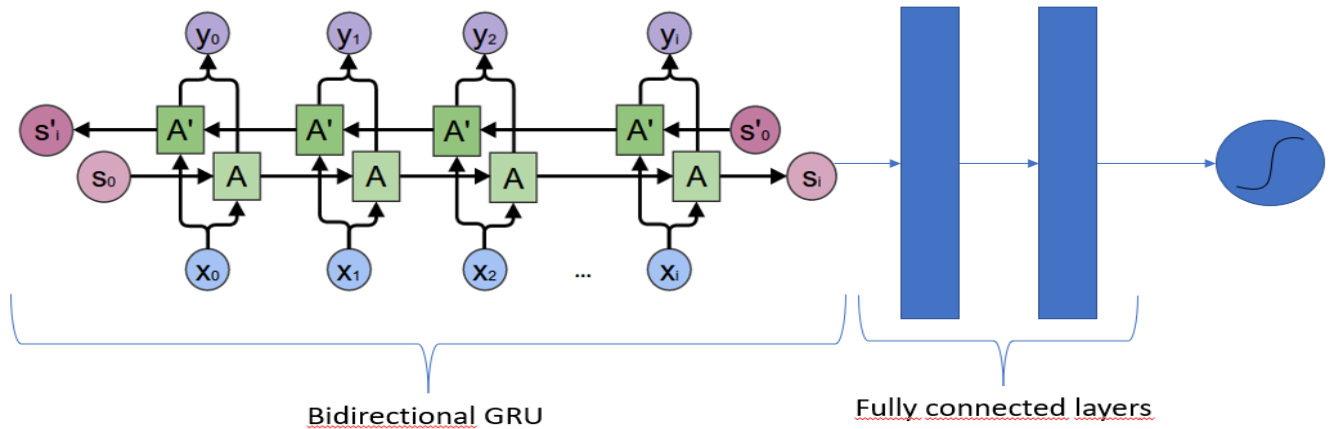 y₀ y₁ y₂ yᵢ
s'ᵢ A' A' A' A' s'₀
s₀ A A A A sᵢ
x₀ x₁ x₂ ... xᵢ
Bidirectional GRU
Fully connected layers